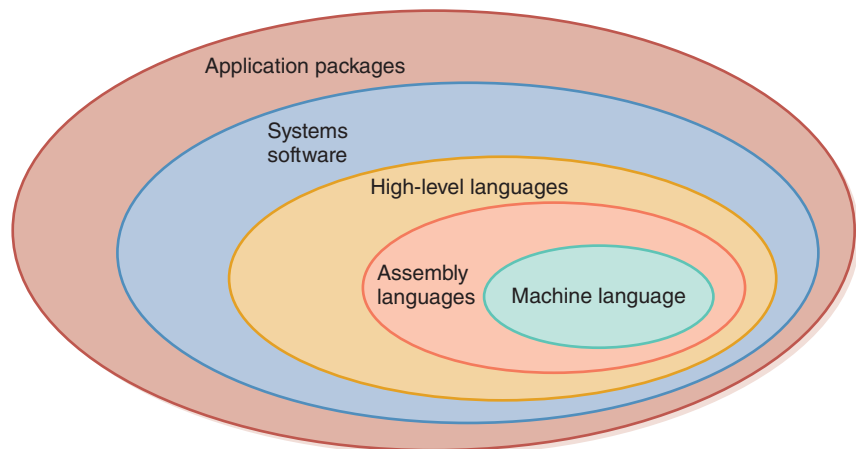 Application packages
Systems
software
High-level languages
Assembly
languages
Machine language